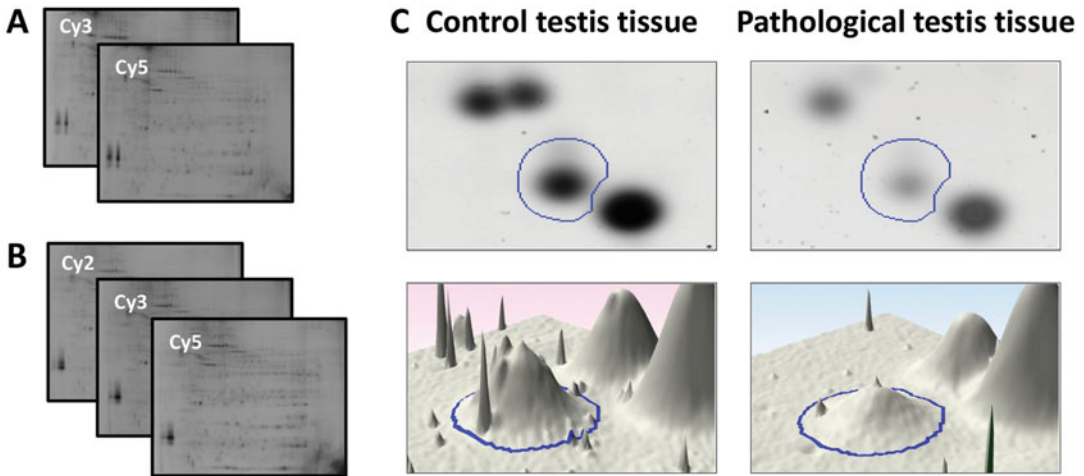 A
Cy3
Cy5
B
Cy2
Cy3
Cy5
C Control testis tissue Pathological testis tissue